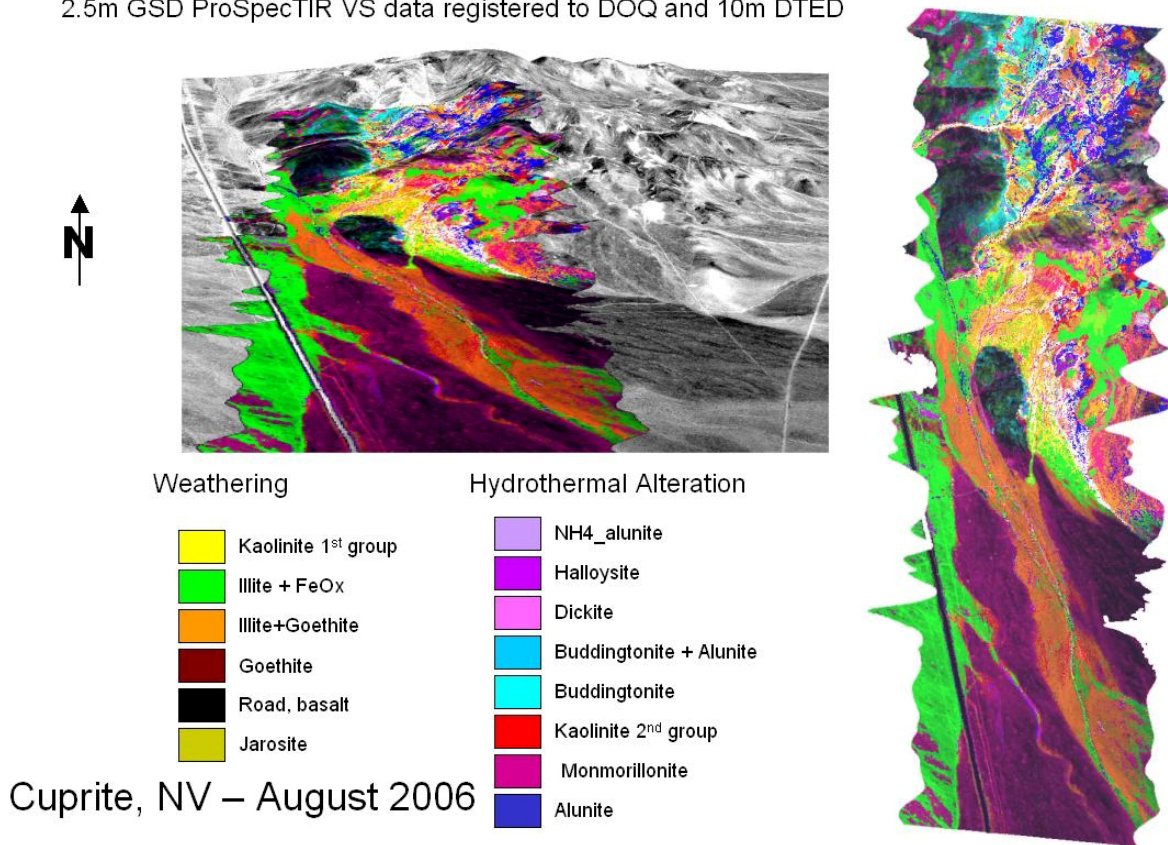 2.5m GSD ProSpecTIR VS data registered to DOQ and 10m DTED
N
Weathering
Kaolinite 1st group
Illite + FeOx
Illite+Goethite
Goethite
Road, basalt
Jarosite
Hydrothermal Alteration
NH4_alunite
Halloysite
Dickite
Buddingtonite + Alunite
Buddingtonite
Kaolinite 2nd group
Monmorillonite
Alunite
Cuprite, NV – August 2006